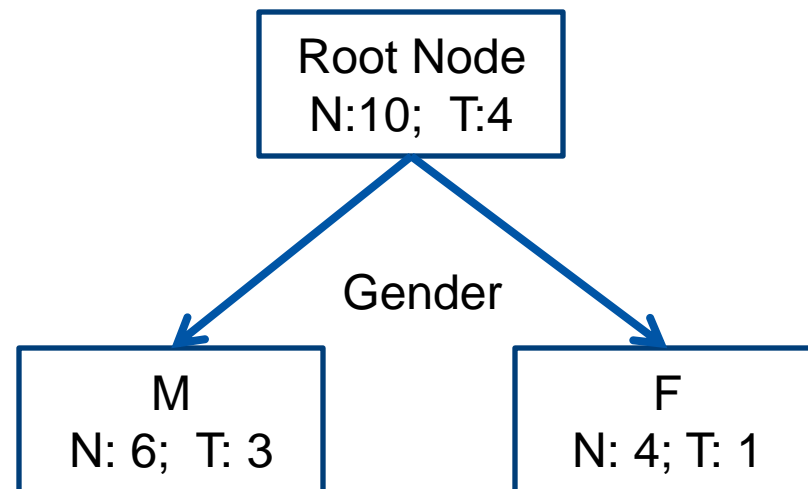 Root Node
N:10; T:4
Gender
M
N: 6; T: 3
F
N: 4; T: 1